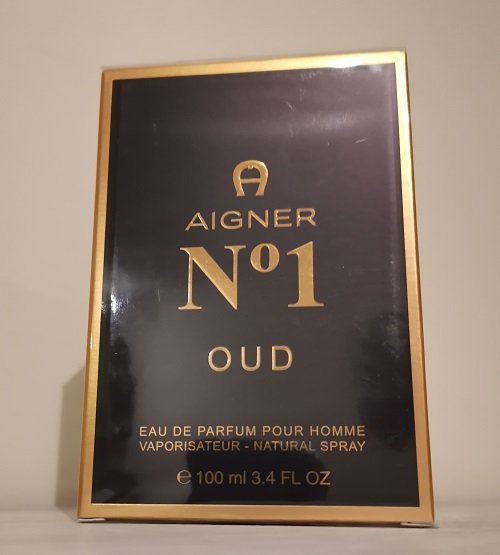 AIGNER
Nº1
OUD
EAU DE PARFUM POUR HOMME
VAPORISATEUR - NATURAL SPRAY
℮ 100 ml 3.4 FL OZ